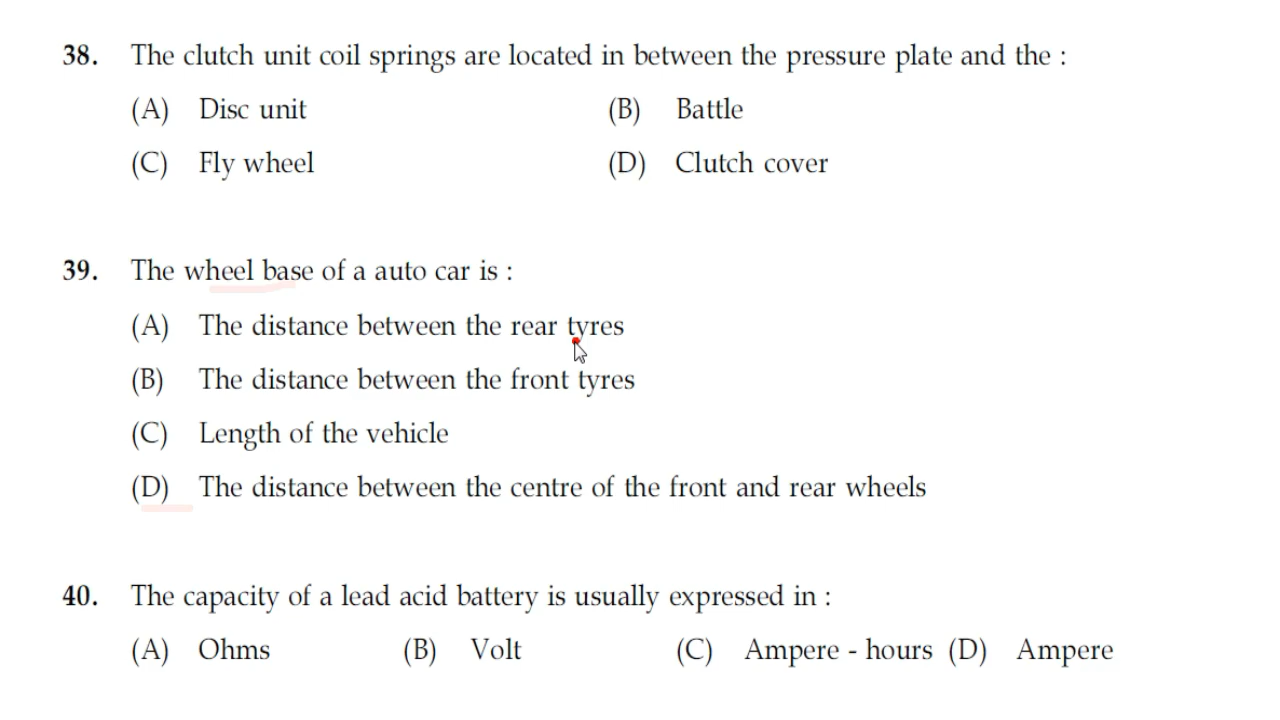 38. The clutch unit coil springs are located in between the pressure plate and the :
(A) Disc unit (B) Battle
(C) Fly wheel (D) Clutch cover
39. The wheel base of a auto car is :
(A) The distance between the rear tyres
(B) The distance between the front tyres
(C) Length of the vehicle
(D) The distance between the centre of the front and rear wheels
40. The capacity of a lead acid battery is usually expressed in :
(A) Ohms (B) Volt (C) Ampere - hours (D) Ampere